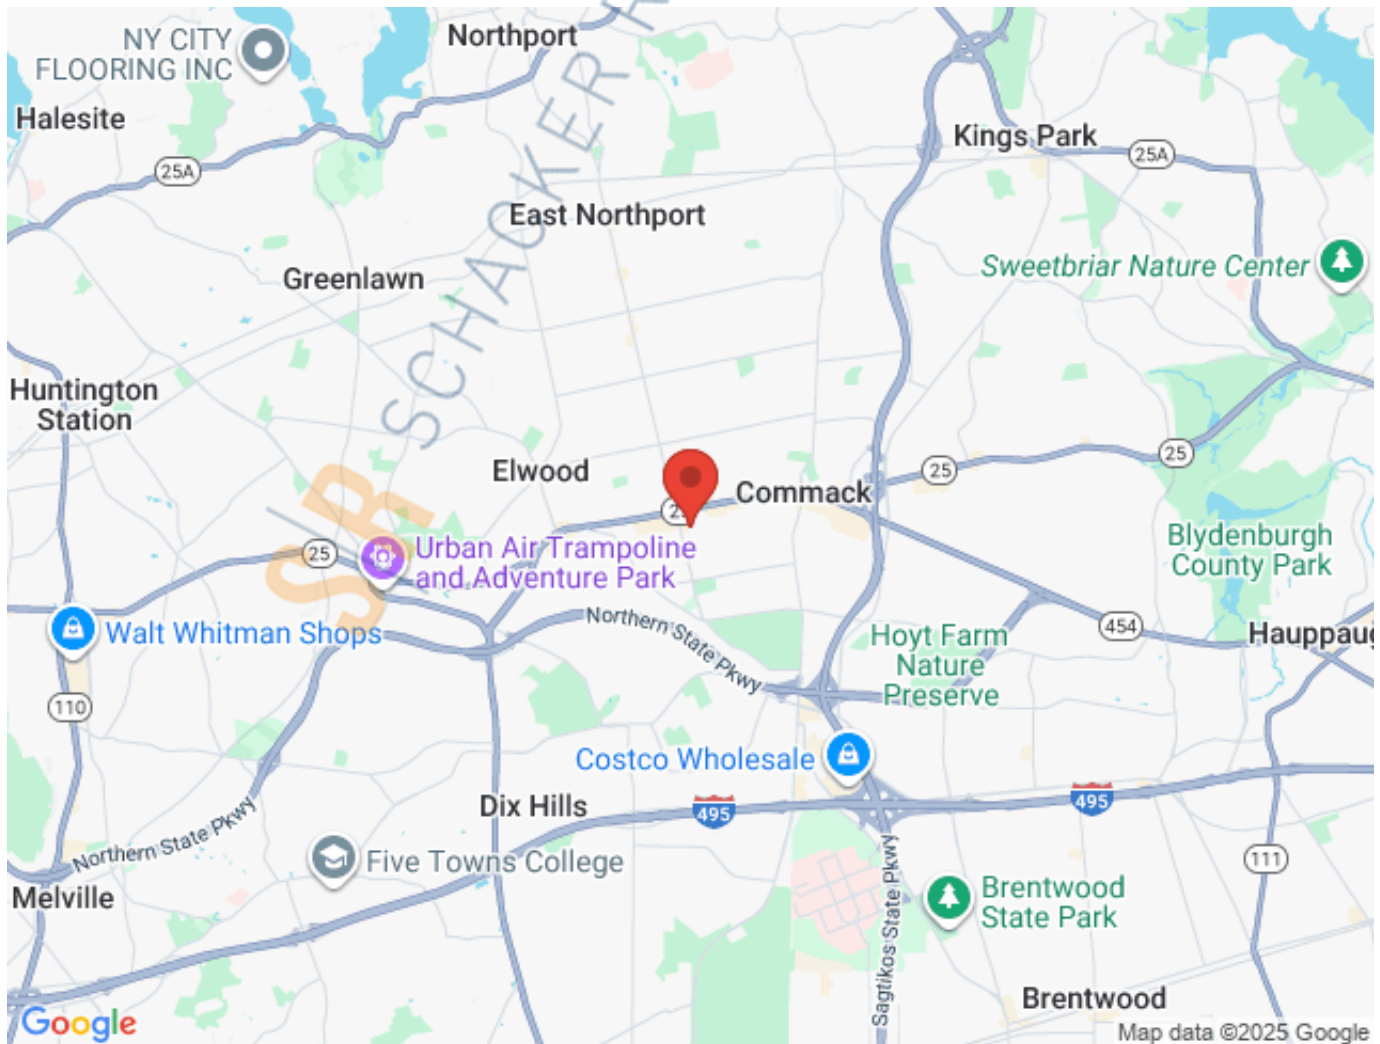 NY CITY
FLOORING INC
Northport
Halesite
25A
Kings Park
25A
East Northport
SCHACKER R
Greenlawn
Sweetbriar Nature Center
Huntington
Station
Elwood
Commack
25
25
25
Urban Air Trampoline
and Adventure Park
Blydenburgh
County Park
Walt Whitman Shops
Northern State Pkwy
454
Hoyt Farm
Nature
Preserve
110
Costco Wholesale
Dix Hills
495
495
Northern State Pkwy
Five Towns College
111
Melville
Sagtikos State Pkwy
Brentwood
State Park
Brentwood
Google
Map data ©2025 Google